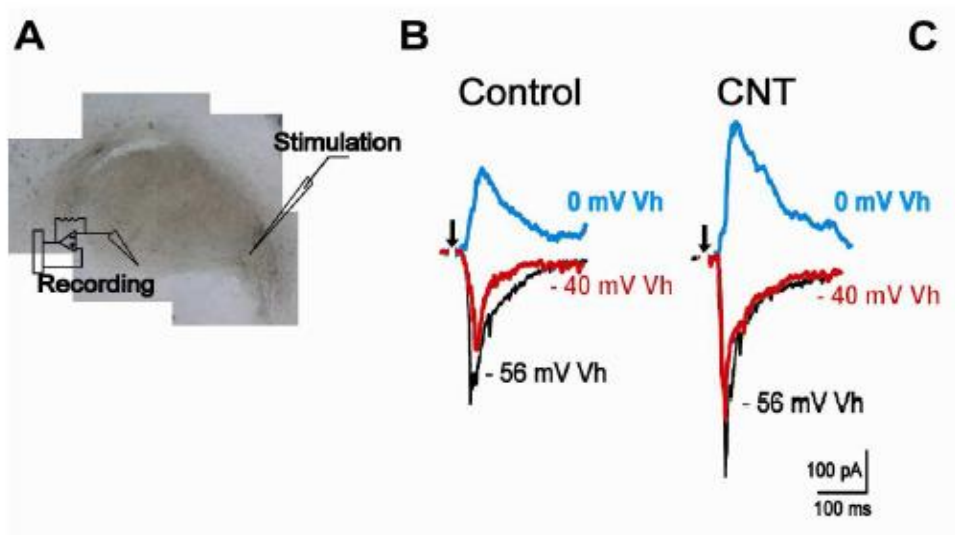 A
B
C
Stimulation
Recording
Control
0 mV Vh
- 40 mV Vh
- 56 mV Vh
CNT
0 mV Vh
- 40 mV Vh
- 56 mV Vh
100 pA
100 ms